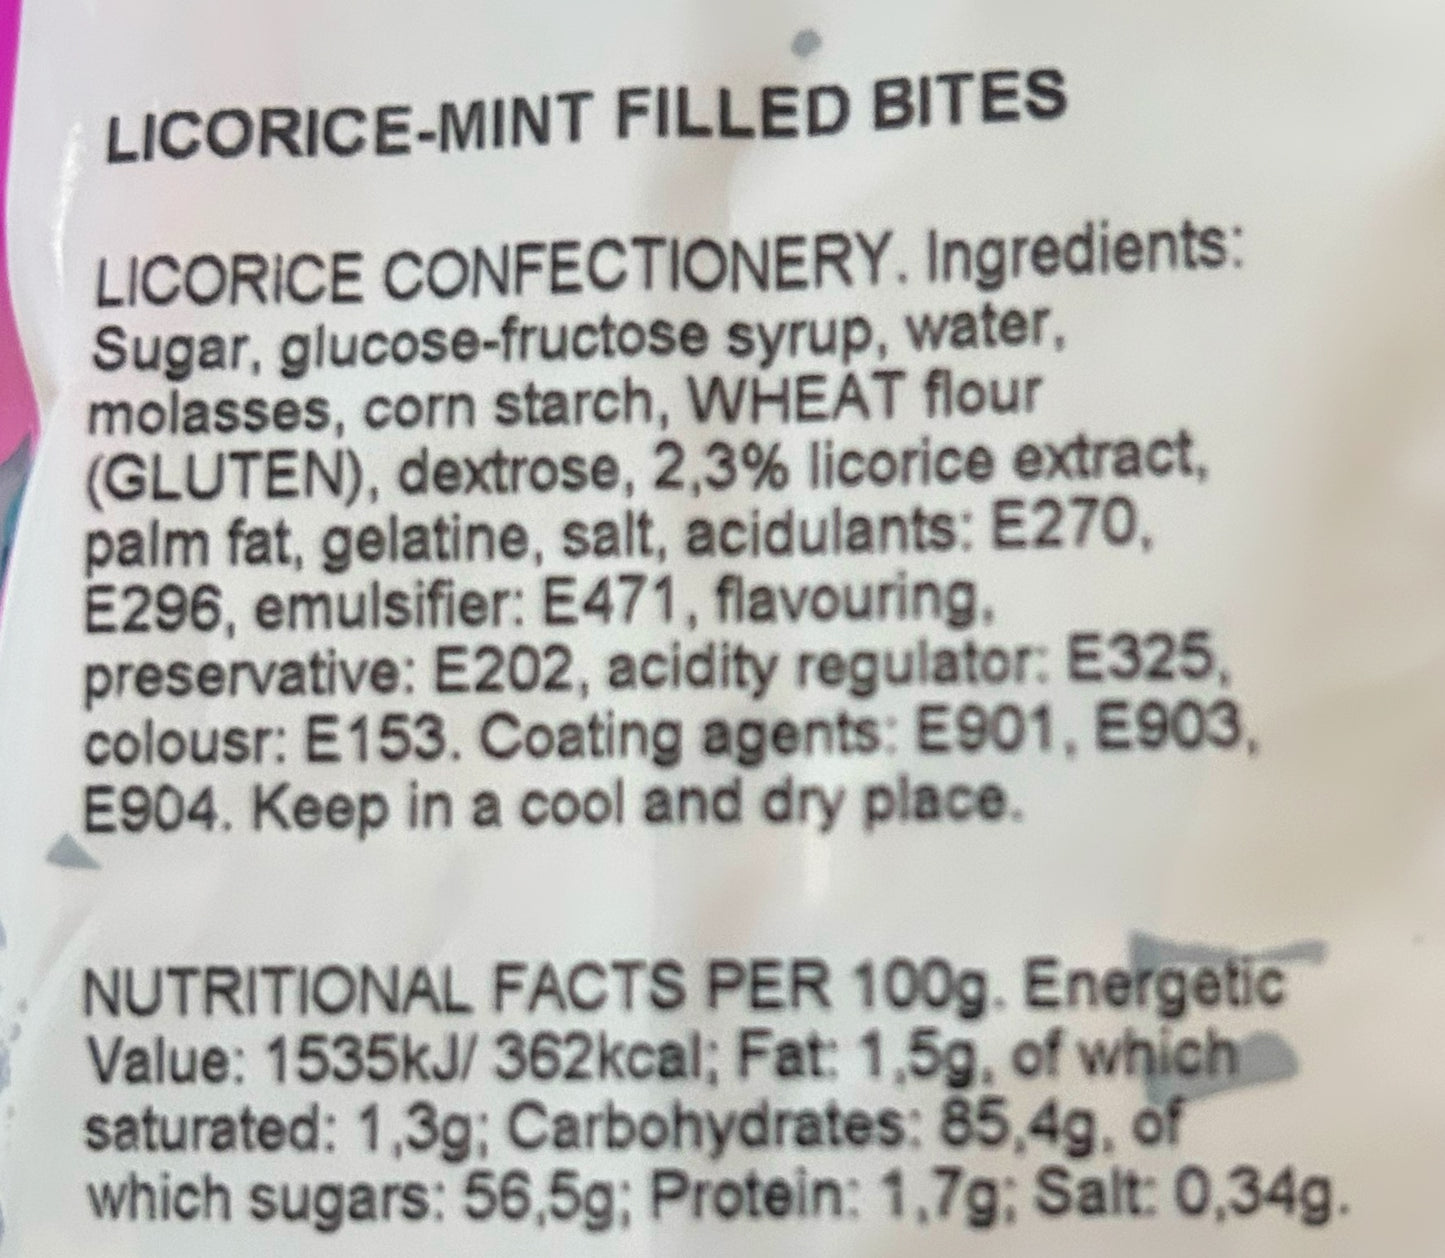 LICORICE-MINT FILLED BITES
LICORICE CONFECTIONERY. Ingredients:
Sugar, glucose-fructose syrup, water,
molasses, corn starch, WHEAT flour
(GLUTEN), dextrose, 2,3% licorice extract,
palm fat, gelatine, salt, acidulants: E270,
E296, emulsifier: E471, flavouring,
preservative: E202, acidity regulator: E325,
colousr: E153. Coating agents: E901, E903,
E904. Keep in a cool and dry place.
NUTRITIONAL FACTS PER 100g. Energetic
Value: 1535kJ/ 362kcal; Fat: 1,5g, of which
saturated: 1,3g; Carbohydrates: 85,4g, of
which sugars: 56,5g; Protein: 1,7g; Salt: 0,34g.